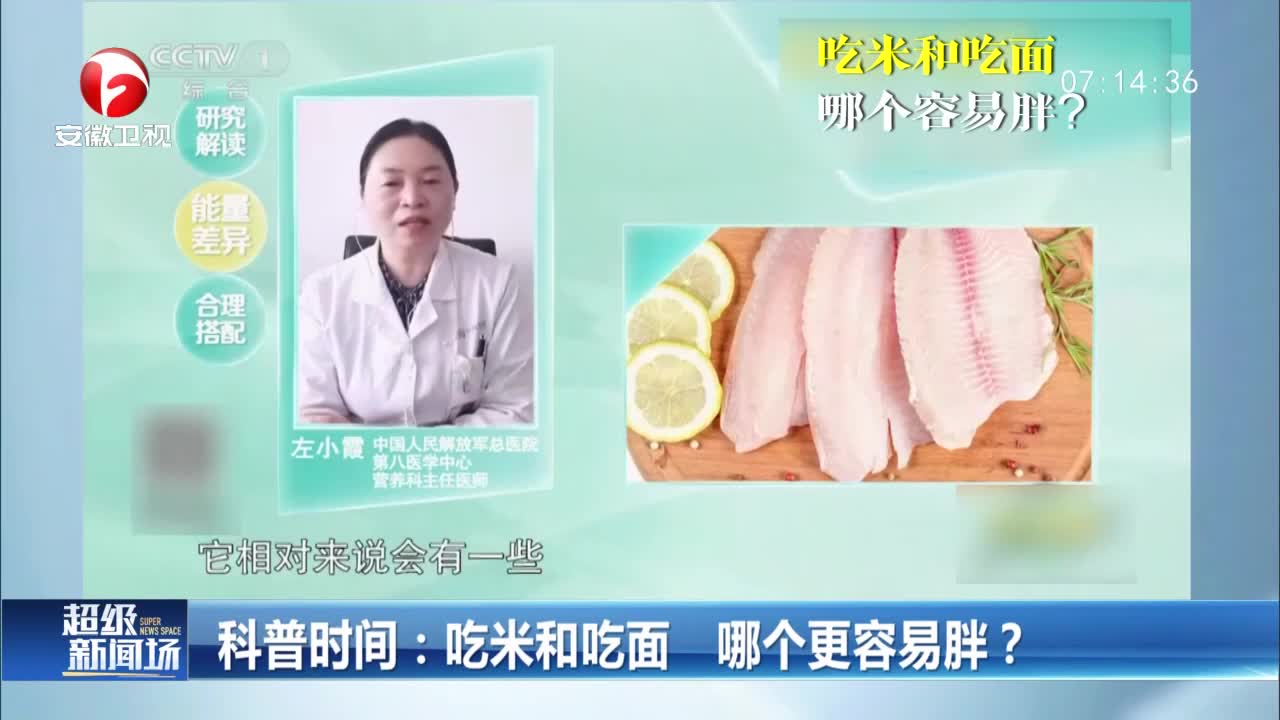 CCTV 1
综合
安徽卫视
吃米和吃面
哪个容易胖?
07:14:36
研究
解读
能量
差异
合理
搭配
左小霞
中国人民解放军总医院
第八医学中心
营养科主任医师
它相对来说会有一些
超级
新闻场
SUPER
NEWS SPACE
科普时间：吃米和吃面 哪个更容易胖？